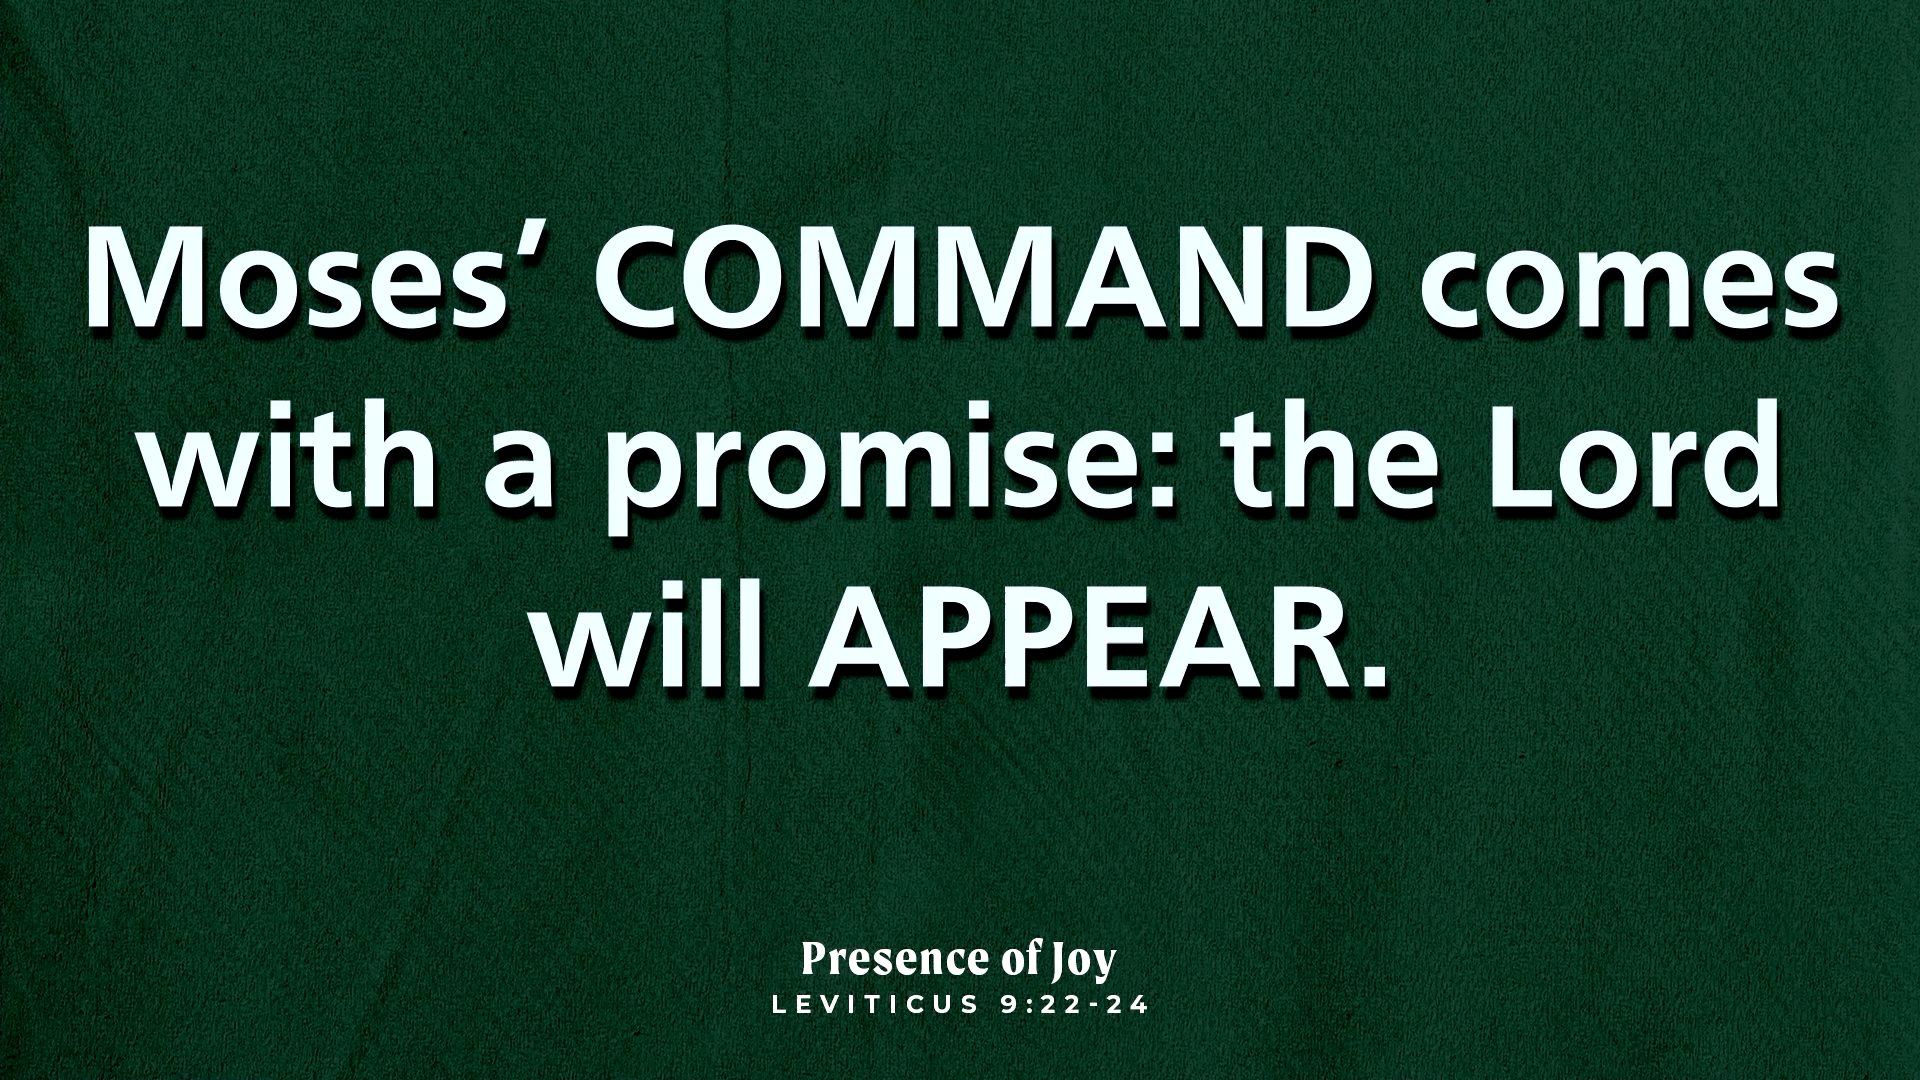 Moses’ COMMAND comes
with a promise: the Lord
will APPEAR.
Presence of Joy
LEVITICUS 9:22-24